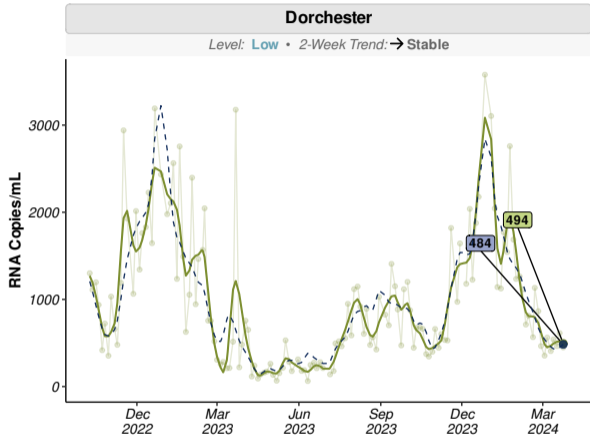 Dorchester
Level: Low • 2-Week Trend: → Stable
RNA Copies/mL
3000
2000
1000
0
494
484
Dec 2022
Mar 2023
Jun 2023
Sep 2023
Dec 2023
Mar 2024